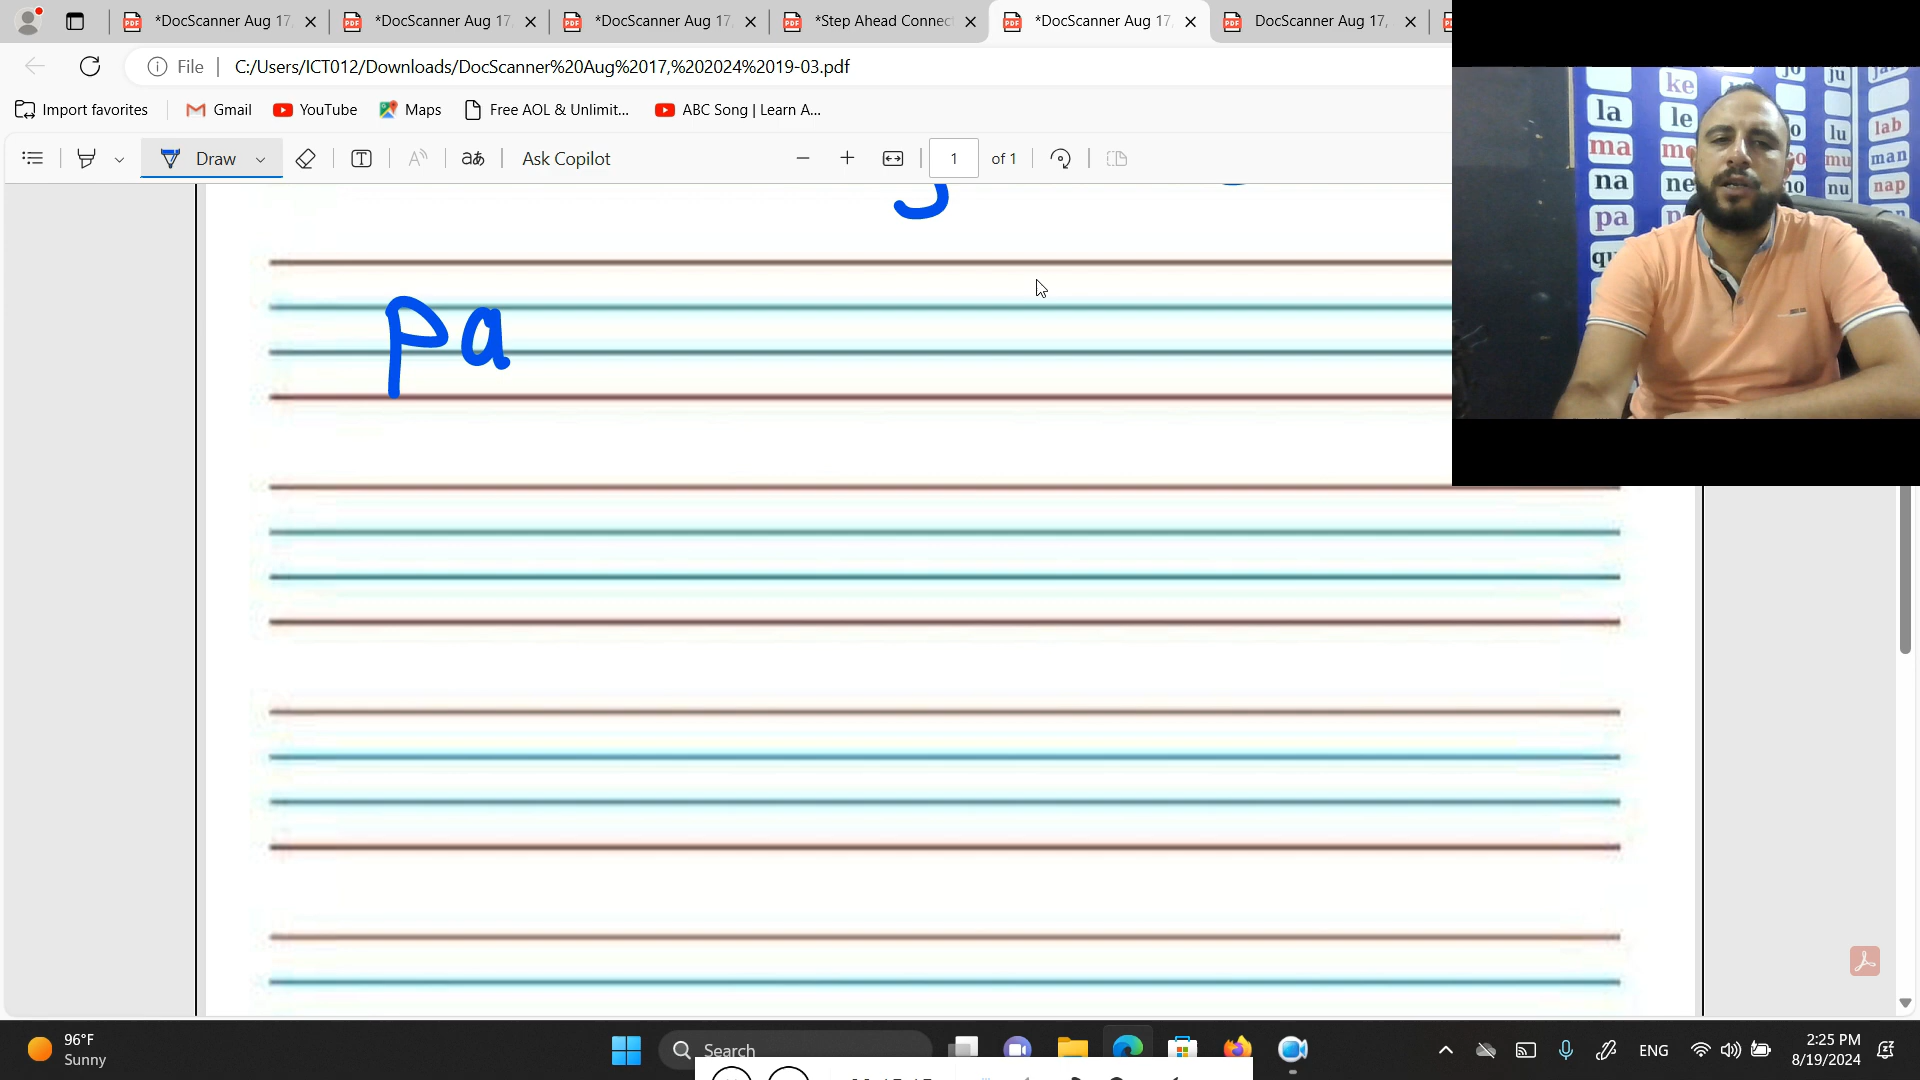 *DocScanner Aug 17,
*DocScanner Aug 17,
*DocScanner Aug 17,
*Step Ahead Connec
*DocScanner Aug 17,
DocScanner Aug 17,
File
C:/Users/ICT012/Downloads/DocScanner%20Aug%2017,%202024%2019-03.pdf
Import favorites
Gmail
YouTube
Maps
Free AOL & Unlimit...
ABC Song | Learn A...
Draw
Ask Copilot
1 of 1
pa
ke
ju
la le lu lab
ma mu man
na ne nu nap
pa
96°F
Sunny
Search
ENG
2:25 PM
8/19/2024